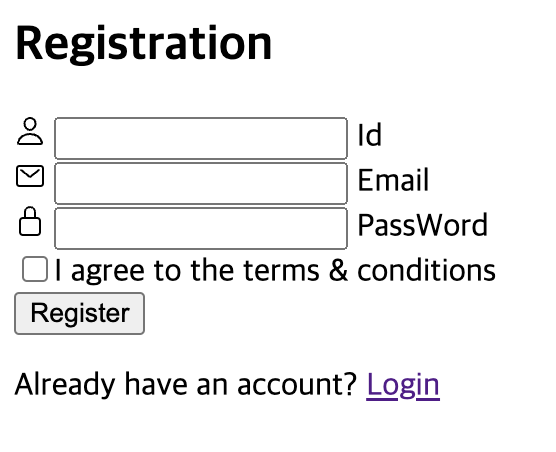 Registration
Id
Email
PassWord
I agree to the terms & conditions
Register
Already have an account? Login